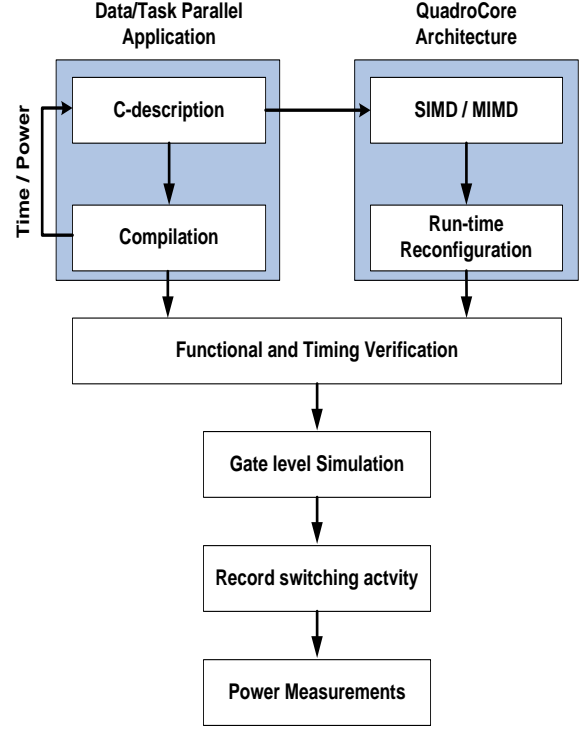 Data/Task Parallel
Application
QuadroCore
Architecture
C-description
SIMD / MIMD
Time / Power
Compilation
Run-time
Reconfiguration
Functional and Timing Verification
Gate level Simulation
Record switching actvity
Power Measurements